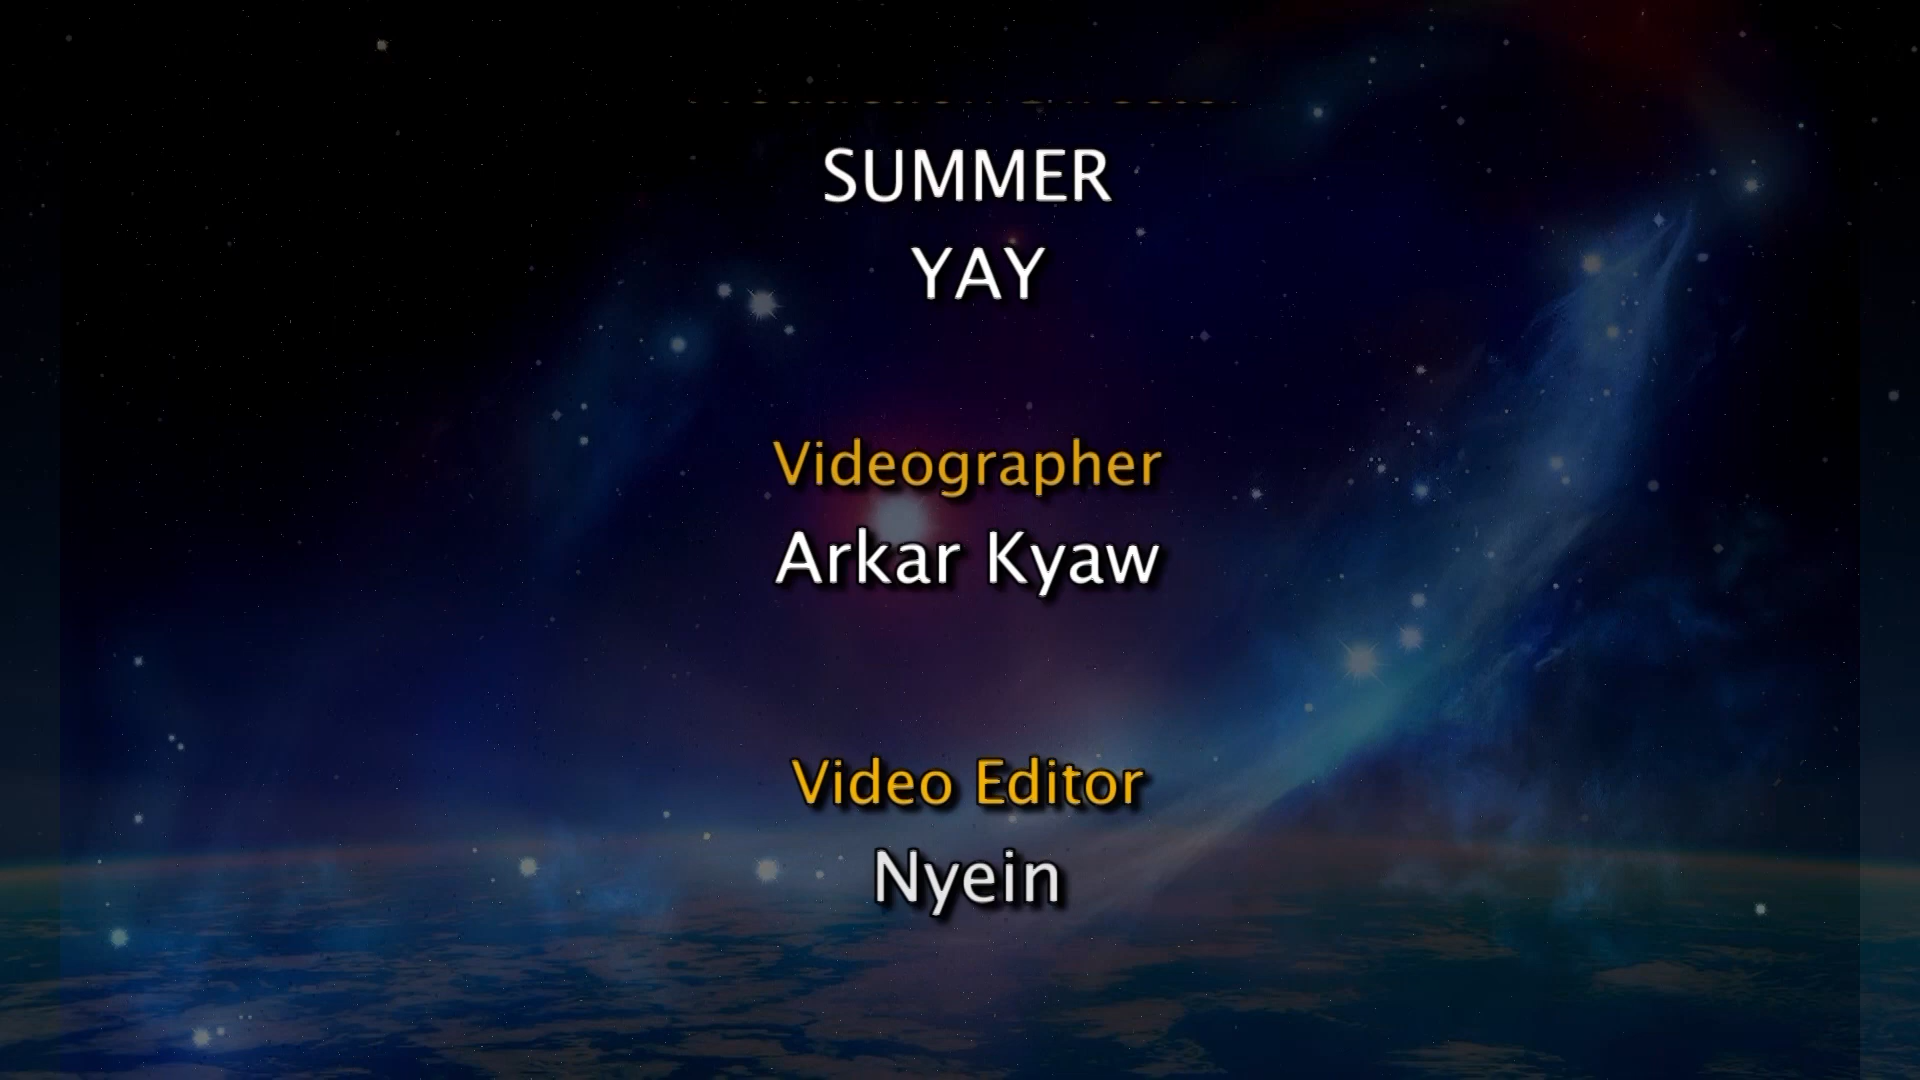 SUMMER
YAY
Videographer
Arkar Kyaw
Video Editor
Nyein